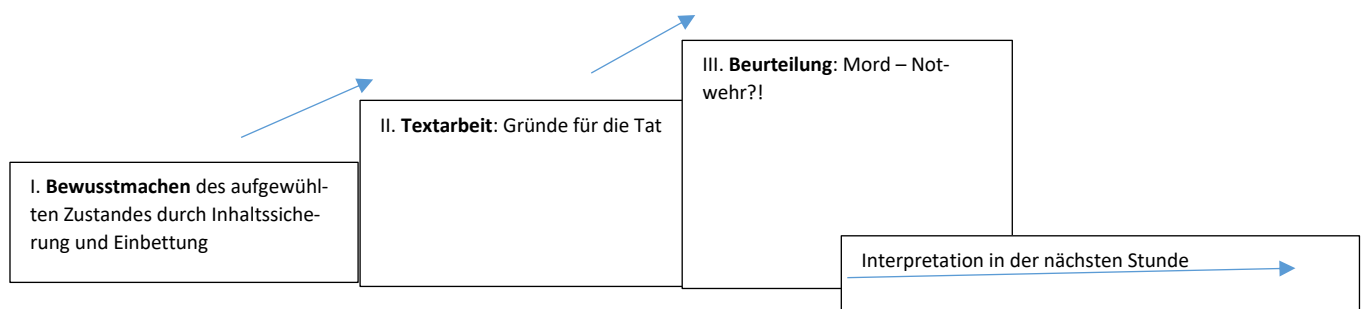 I. Bewusstmachen des aufgewühl-
ten Zustandes durch Inhaltssiche-
rung und Einbettung
II. Textarbeit: Gründe für die Tat
III. Beurteilung: Mord – Not-
wehr?!
Interpretation in der nächsten Stunde